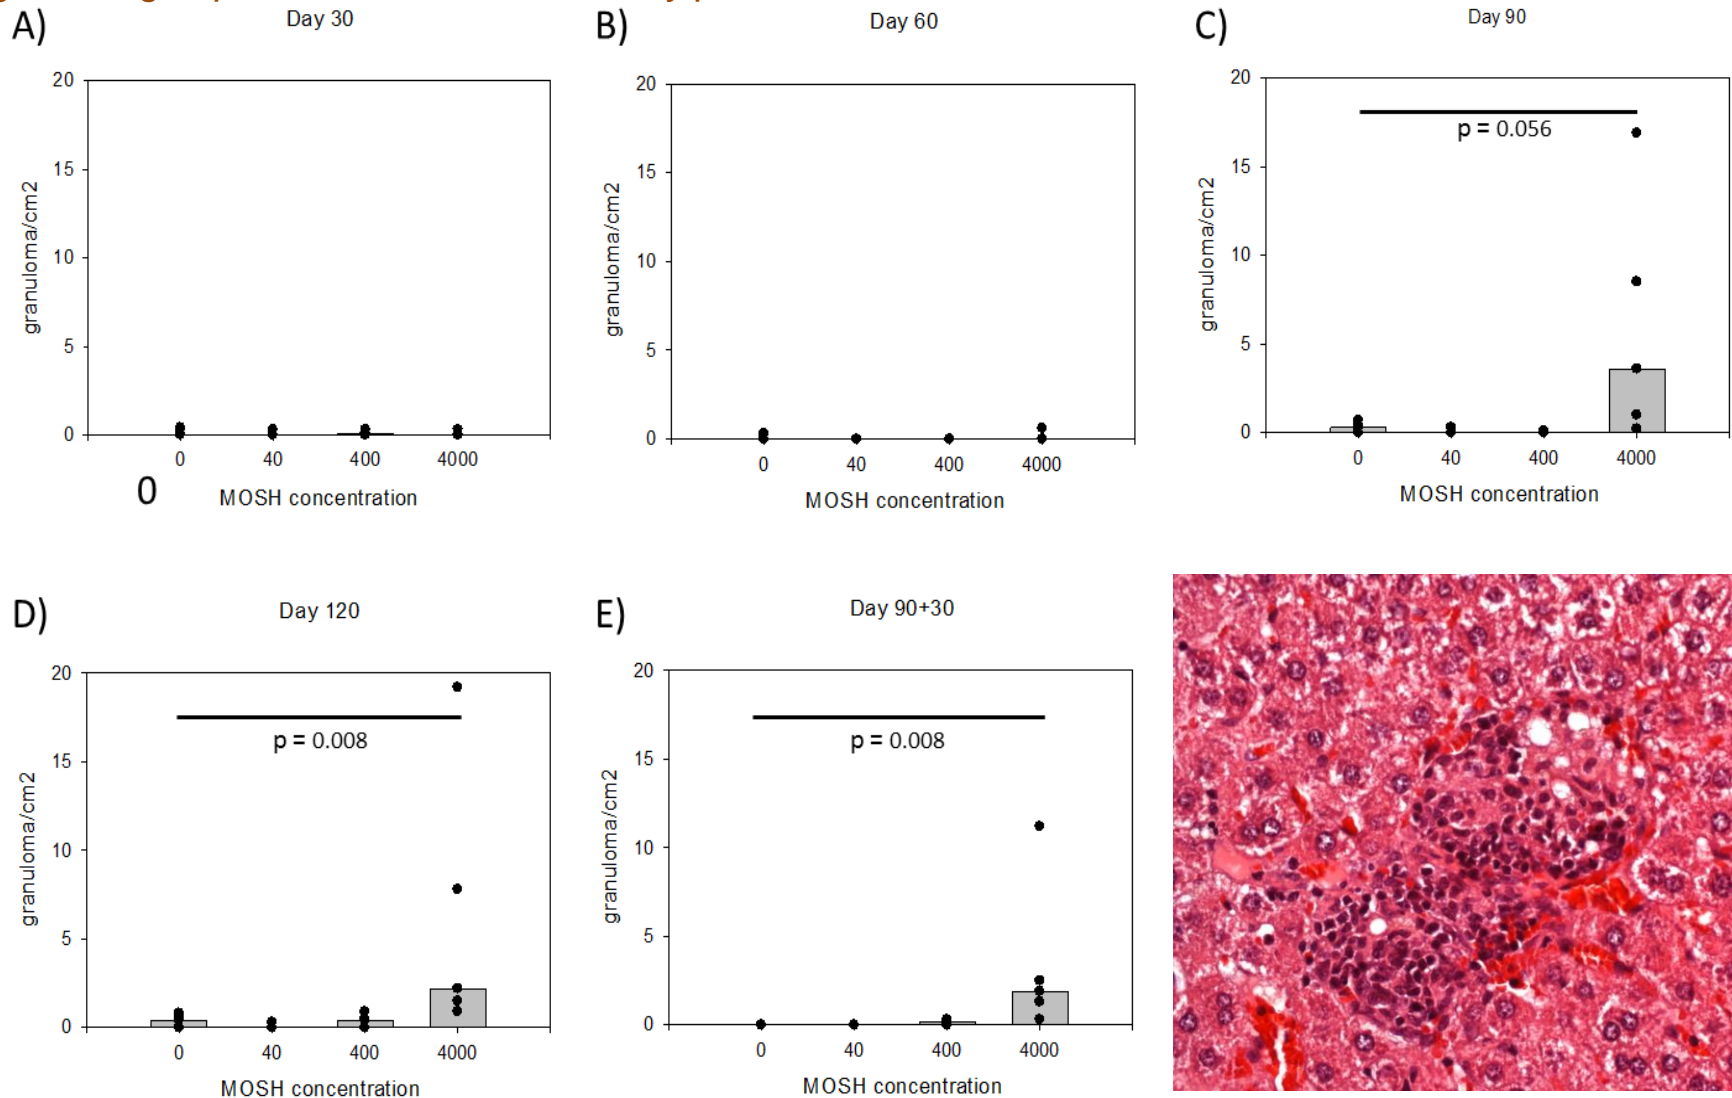 A)
Day 30
20
15
10
5
0
granuloma/cm2
0 40 400 4000
0
MOSH concentration
B)
Day 60
20
15
10
5
0
granuloma/cm2
0 40 400 4000
MOSH concentration
C)
Day 90
20
15
10
5
0
granuloma/cm2
p = 0.056
0 40 400 4000
MOSH concentration
D)
Day 120
20
15
10
5
0
granuloma/cm2
p = 0.008
0 40 400 4000
MOSH concentration
E)
Day 90+30
20
15
10
5
0
granuloma/cm2
p = 0.008
0 40 400 4000
MOSH concentration